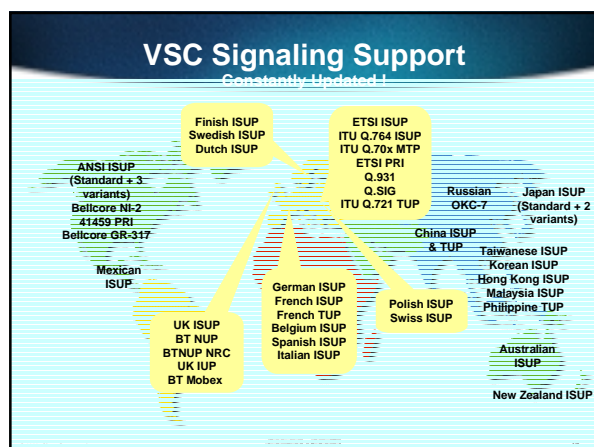 VSC Signaling Support
Constantly Updated !
Finish ISUP
Swedish ISUP
Dutch ISUP
ETSI ISUP
ITU Q.764 ISUP
ITU Q.70x MTP
ETSI PRI
Q.931
Q.SIG
ITU Q.721 TUP
ANSI ISUP
(Standard + 3
variants)
Bellcore NI-2
41459 PRI
Bellcore GR-317
Russian
OKC-7
Japan ISUP
(Standard + 2
variants)
China ISUP
& TUP
Taiwanese ISUP
Korean ISUP
Hong Kong ISUP
Malaysia ISUP
Philippine TUP
Mexican
ISUP
German ISUP
French ISUP
French TUP
Belgium ISUP
Spanish ISUP
Italian ISUP
Polish ISUP
Swiss ISUP
UK ISUP
BT NUP
BTNUP NRC
UK IUP
BT Mobex
Australian
ISUP
New Zealand ISUP